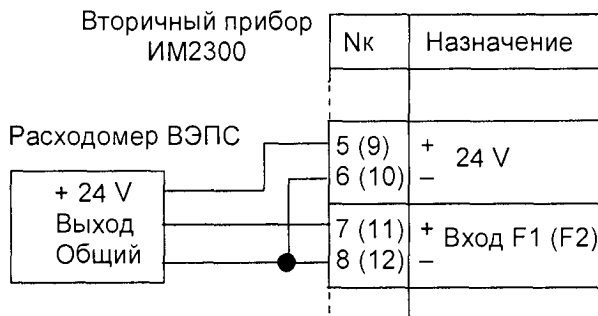 Вторичный прибор
ИМ2300
Nк Назначение
Расходомер ВЭПС
+ 24 V
Выход
Общий
5 (9) +
24 V
6 (10) –
7 (11) + Вход F1 (F2)
8 (12) –